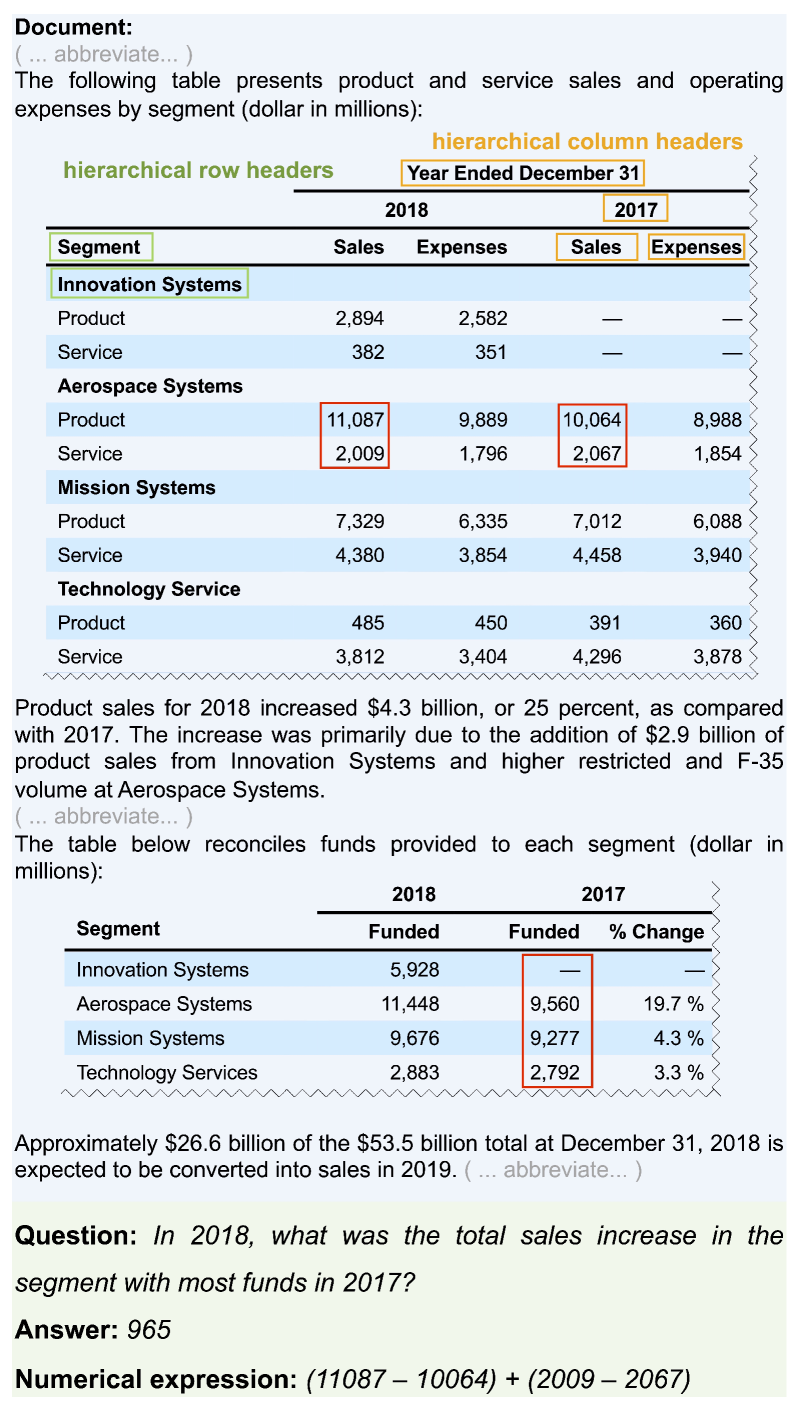 Document:
( ... abbreviate... )
The following table presents product and service sales and operating
expenses by segment (dollar in millions):
hierarchical column headers
hierarchical row headers
Year Ended December 31
2018 2017
Segment Sales Expenses Sales Expenses
Innovation Systems
Product 2,894 2,582 — —
Service 382 351 — —
Aerospace Systems
Product 11,087 9,889 10,064 8,988
Service 2,009 1,796 2,067 1,854
Mission Systems
Product 7,329 6,335 7,012 6,088
Service 4,380 3,854 4,458 3,940
Technology Service
Product 485 450 391 360
Service 3,812 3,404 4,296 3,878
Product sales for 2018 increased $4.3 billion, or 25 percent, as compared
with 2017. The increase was primarily due to the addition of $2.9 billion of
product sales from Innovation Systems and higher restricted and F-35
volume at Aerospace Systems.
( ... abbreviate... )
The table below reconciles funds provided to each segment (dollar in
millions):
2018 2017
Segment Funded Funded % Change
Innovation Systems 5,928 — —
Aerospace Systems 11,448 9,560 19.7 %
Mission Systems 9,676 9,277 4.3 %
Technology Services 2,883 2,792 3.3 %
Approximately $26.6 billion of the $53.5 billion total at December 31, 2018 is
expected to be converted into sales in 2019. ( ... abbreviate... )
Question: In 2018, what was the total sales increase in the
segment with most funds in 2017?
Answer: 965
Numerical expression: (11087 – 10064) + (2009 – 2067)